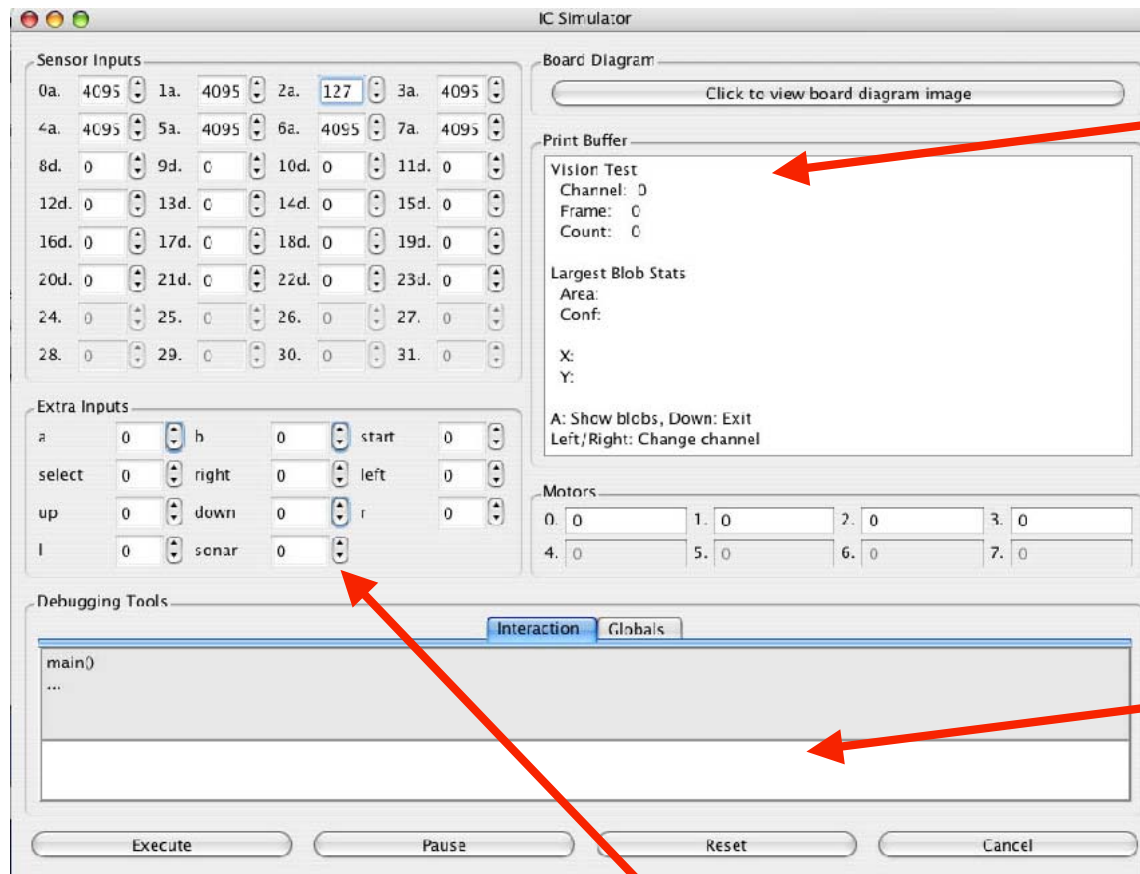 IC Simulator
Sensor Inputs
0a. 4095 1a. 4095 2a. 127 3a. 4095
4a. 4095 5a. 4095 6a. 4095 7a. 4095
8d. 0 9d. 0 10d. 0 11d. 0
12d. 0 13d. 0 14d. 0 15d. 0
16d. 0 17d. 0 18d. 0 19d. 0
20d. 0 21d. 0 22d. 0 23d. 0
24. 0 25. 0 26. 0 27. 0
28. 0 29. 0 30. 0 31. 0
Extra Inputs
a 0 b 0 start 0
select 0 right 0 left 0
up 0 down 0 r 0
l 0 sonar 0
Board Diagram
Click to view board diagram image
Print Buffer
Vision Test
Channel: 0
Frame: 0
Count: 0
Largest Blob Stats
Area:
Conf:
X:
Y:
A: Show blobs, Down: Exit
Left/Right: Change channel
Motors
0. 0 1. 0 2. 0 3. 0
4. 0 5. 0 6. 0 7. 0
Debugging Tools
Interaction Globals
main()
...
Execute Pause Reset Cancel